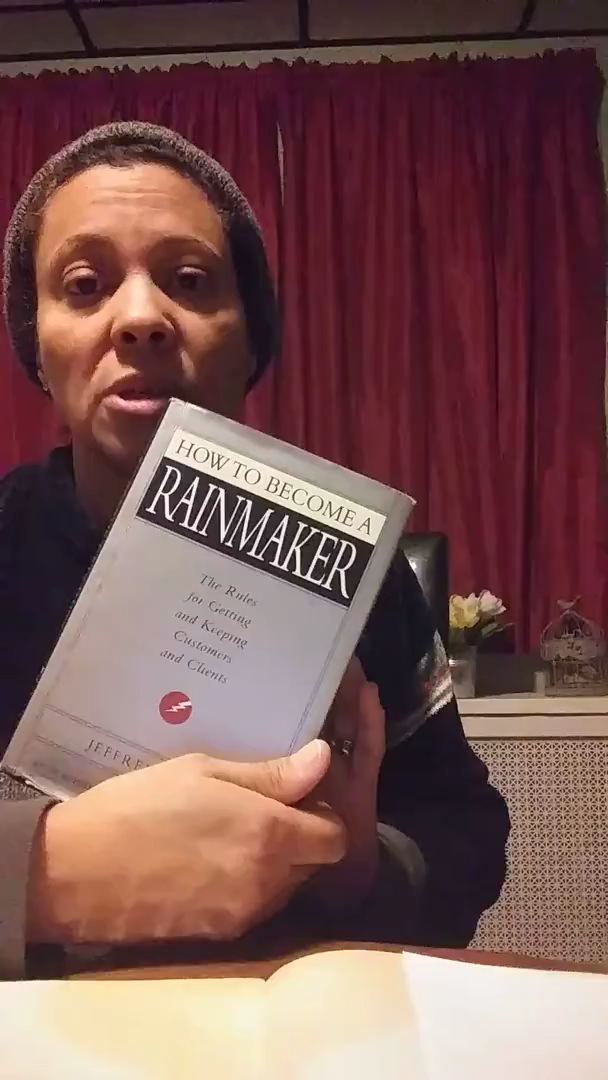 HOW TO BECOME A
RAINMAKER
The Rules
for Getting
and Keeping
Customers
and Clients